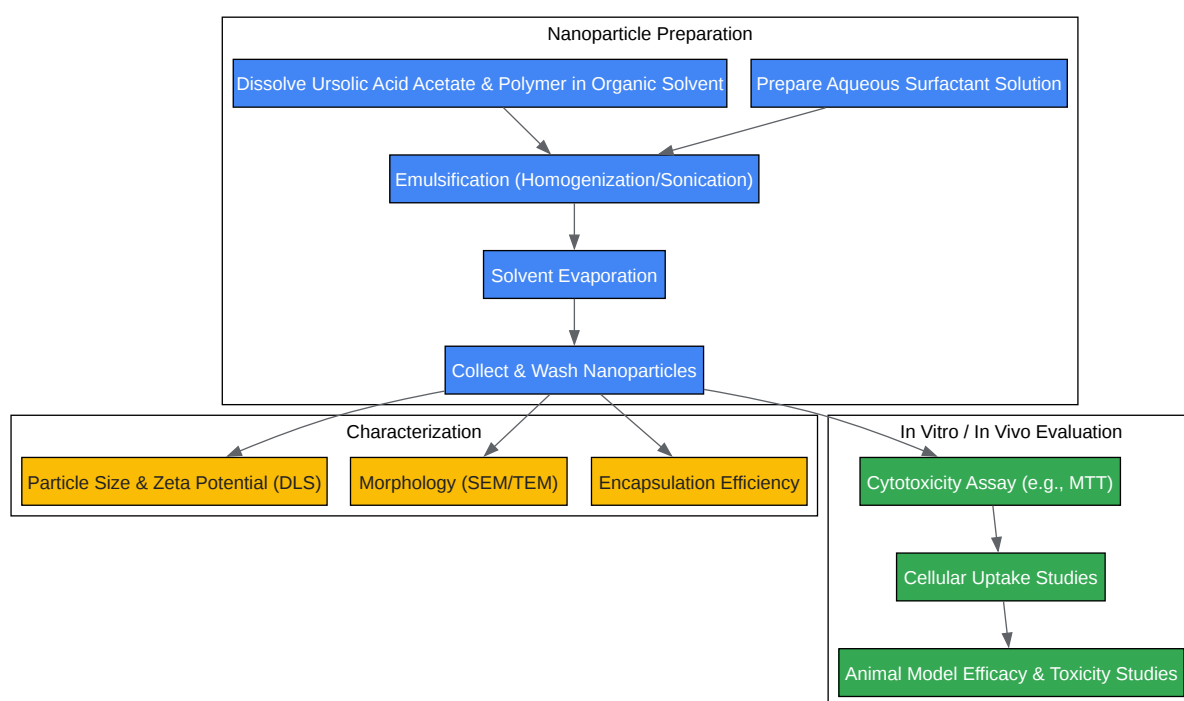 Nanoparticle Preparation
Dissolve Ursolic Acid Acetate & Polymer in Organic Solvent
Prepare Aqueous Surfactant Solution
Emulsification (Homogenization/Sonication)
Solvent Evaporation
Collect & Wash Nanoparticles
Characterization
Particle Size & Zeta Potential (DLS)
Morphology (SEM/TEM)
Encapsulation Efficiency
In Vitro / In Vivo Evaluation
Cytotoxicity Assay (e.g., MTT)
Cellular Uptake Studies
Animal Model Efficacy & Toxicity Studies